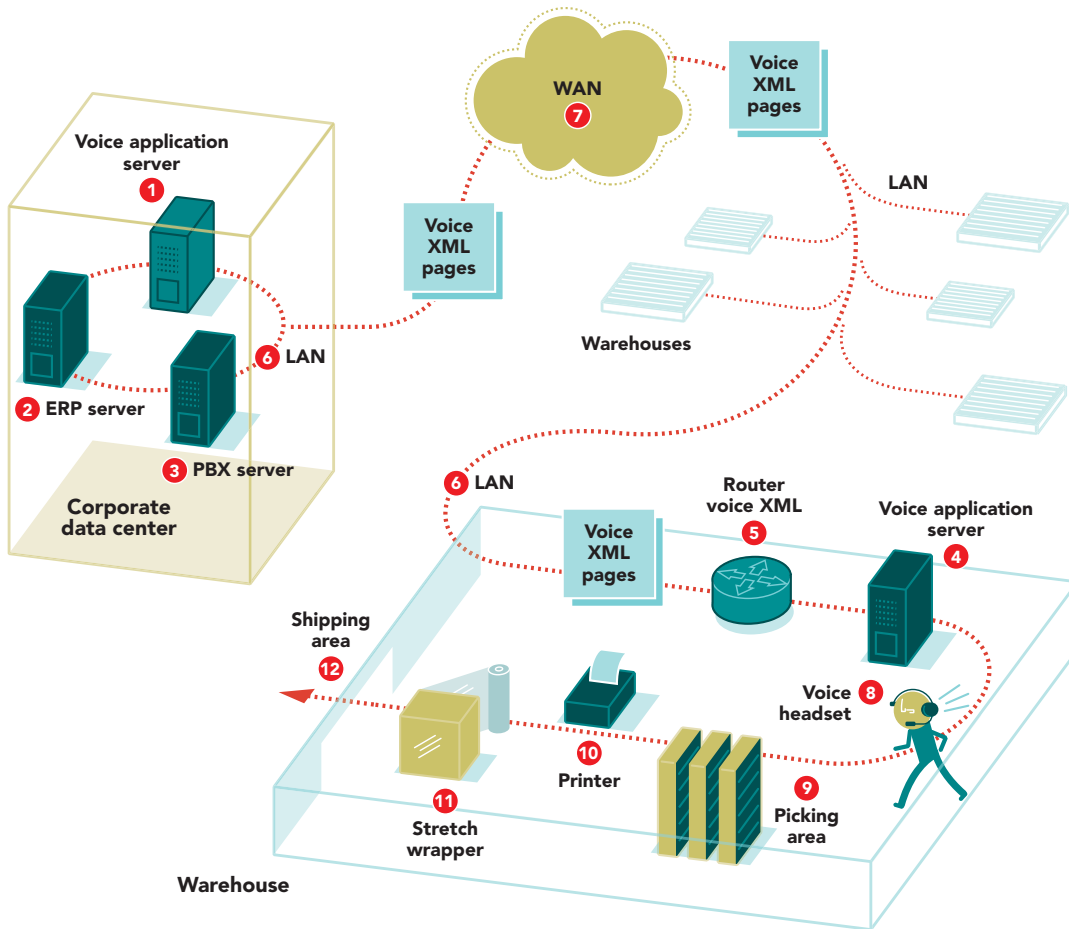 WAN
7
Voice
XML
pages
Voice application
server
1
LAN
Voice
XML
pages
Warehouses
6 LAN
2 ERP server
3 PBX server
Corporate
data center
6 LAN
Router
voice XML
5
Voice application
server
4
Voice
XML
pages
Shipping
area
12
Voice
headset
8
10
Printer
9
Picking
area
11
Stretch
wrapper
Warehouse